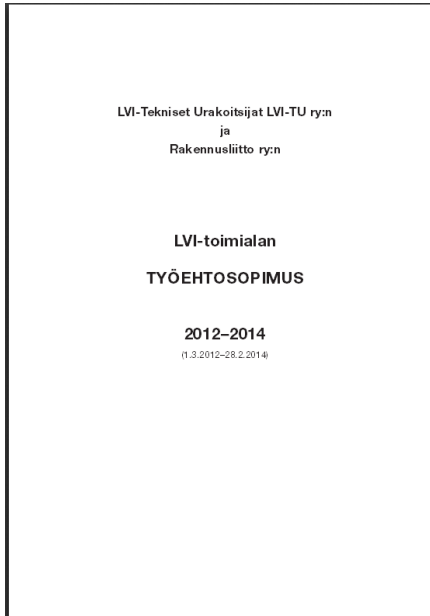 LVI-Tekniset Urakoitsijat LVI-TU ry:n
ja
Rakennusliitto ry:n
LVI-toimialan
TYÖEHTOSOPIMUS
2012–2014
(1.3.2012–28.2.2014)